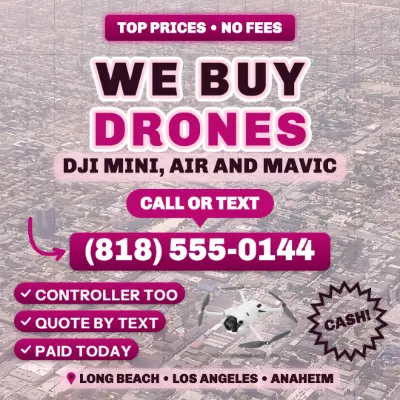 TOP PRICES • NO FEES
WE BUY
DRONES
DJI MINI, AIR AND MAVIC
CALL OR TEXT
(818) 555-0144
CONTROLLER TOO
QUOTE BY TEXT
PAID TODAY
CASH!
LONG BEACH • LOS ANGELES • ANAHEIM